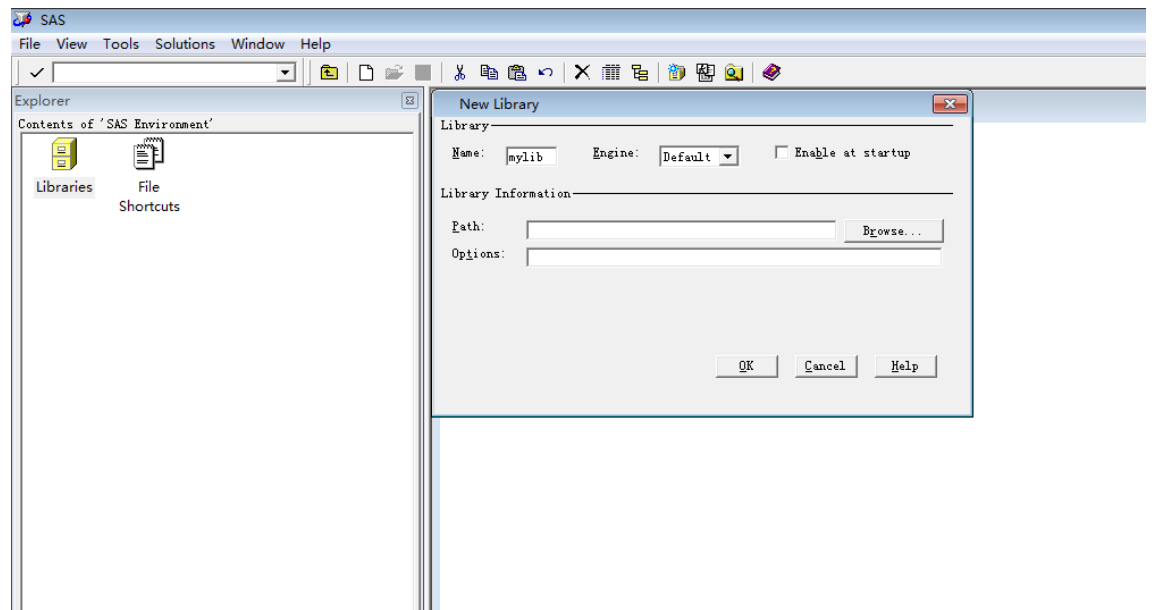 SAS
File View Tools Solutions Window Help
Explorer
Contents of 'SAS Environment'
Libraries
File Shortcuts
New Library
Library
Name: mylib Engine: Default Enable at startup
Library Information
Path: Browse...
Options:
OK Cancel Help